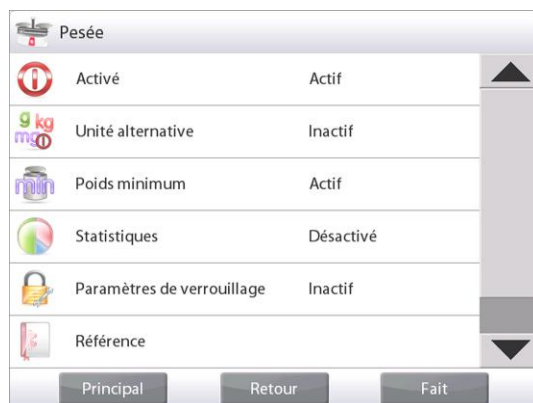 Pesée
Activé Actif
g kg
mg
Unité alternative Inactif
min
Poids minimum Actif
Statistiques Désactivé
Paramètres de verrouillage Inactif
Référence
Principal Retour Fait